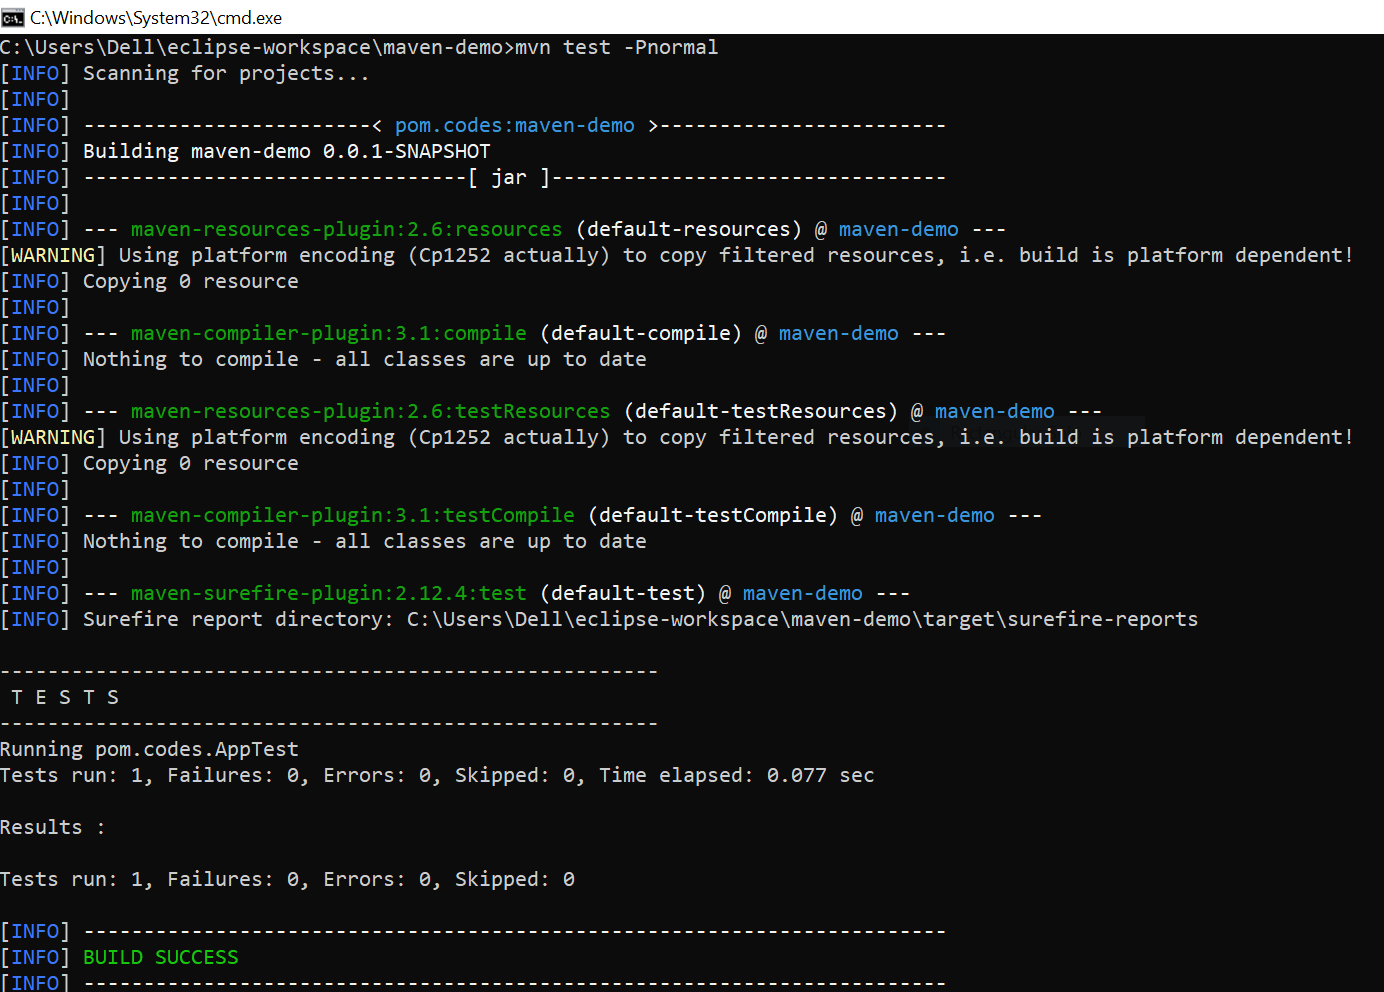 C:\Windows\System32\cmd.exe
C:\Users\Dell\eclipse-workspace\maven-demo>mvn test -Pnormal
[INFO] Scanning for projects...
[INFO]
[INFO] ------------------------< pom.codes:maven-demo >------------------------
[INFO] Building maven-demo 0.0.1-SNAPSHOT
[INFO] --------------------------------[ jar ]---------------------------------
[INFO]
[INFO] --- maven-resources-plugin:2.6:resources (default-resources) @ maven-demo ---
[WARNING] Using platform encoding (Cp1252 actually) to copy filtered resources, i.e. build is platform dependent!
[INFO] Copying 0 resource
[INFO]
[INFO] --- maven-compiler-plugin:3.1:compile (default-compile) @ maven-demo ---
[INFO] Nothing to compile - all classes are up to date
[INFO]
[INFO] --- maven-resources-plugin:2.6:testResources (default-testResources) @ maven-demo ---
[WARNING] Using platform encoding (Cp1252 actually) to copy filtered resources, i.e. build is platform dependent!
[INFO] Copying 0 resource
[INFO]
[INFO] --- maven-compiler-plugin:3.1:testCompile (default-testCompile) @ maven-demo ---
[INFO] Nothing to compile - all classes are up to date
[INFO]
[INFO] --- maven-surefire-plugin:2.12.4:test (default-test) @ maven-demo ---
[INFO] Surefire report directory: C:\Users\Dell\eclipse-workspace\maven-demo\target\surefire-reports
-------------------------------------------------------
T E S T S
-------------------------------------------------------
Running pom.codes.AppTest
Tests run: 1, Failures: 0, Errors: 0, Skipped: 0, Time elapsed: 0.077 sec
Results :
Tests run: 1, Failures: 0, Errors: 0, Skipped: 0
[INFO] ------------------------------------------------------------------------
[INFO] BUILD SUCCESS
[INFO] ------------------------------------------------------------------------